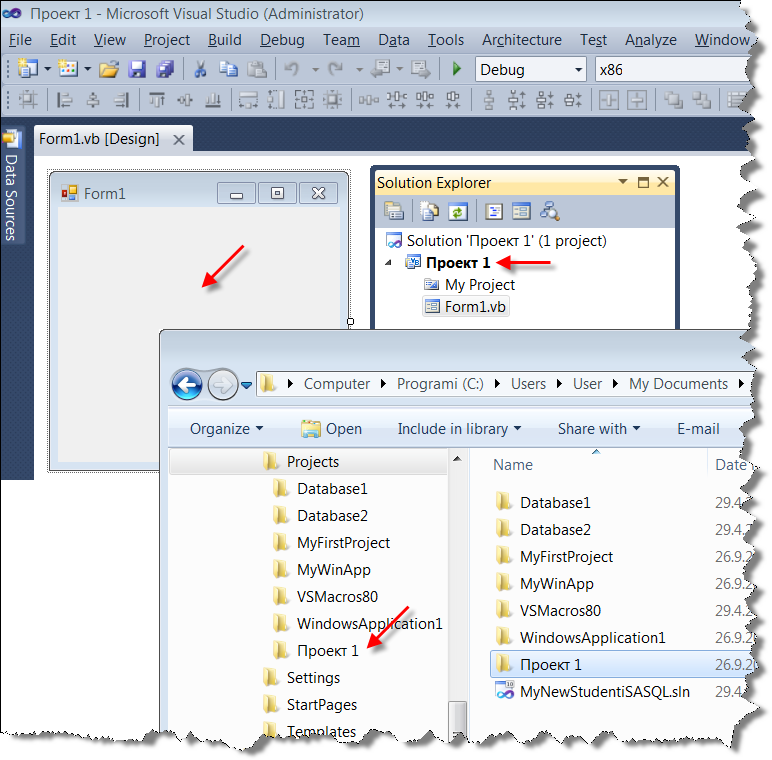 Проект 1 - Microsoft Visual Studio (Administrator)
File Edit View Project Build Debug Team Data Tools Architecture Test Analyze Window
Debug x86
Data Sources
Form1.vb [Design]
Form1
Solution Explorer
Solution 'Проект 1' (1 project)
Проект 1
My Project
Form1.vb
Computer Programi (C:) Users User My Documents
Organize Open Include in library Share with E-mail
Projects
Database1
Database2
MyFirstProject
MyWinApp
VSMacros80
WindowsApplication1
Проект 1
Settings
StartPages
Templates
Name Date
Database1 29.4.
Database2 29.4.
MyFirstProject 26.9.2
MyWinApp 26.9.2
VSMacros80 29.4.2
WindowsApplication1 26.9.2
Проект 1 26.9.2
MyNewStudentiSASQL.sln 29.4.